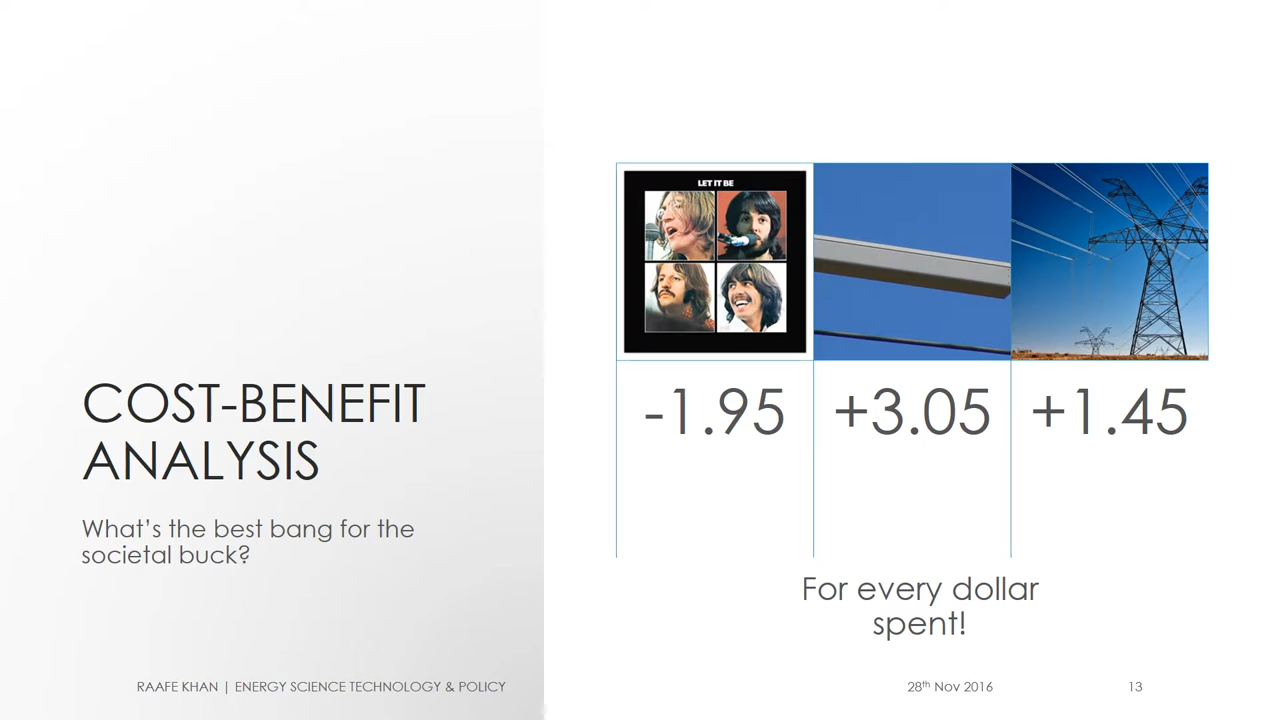 COST-BENEFIT
ANALYSIS
What's the best bang for the
societal buck?
LET IT BE
-1.95
+3.05
+1.45
For every dollar
spent!
RAAFE KHAN | ENERGY SCIENCE TECHNOLOGY & POLICY
28th Nov 2016
13